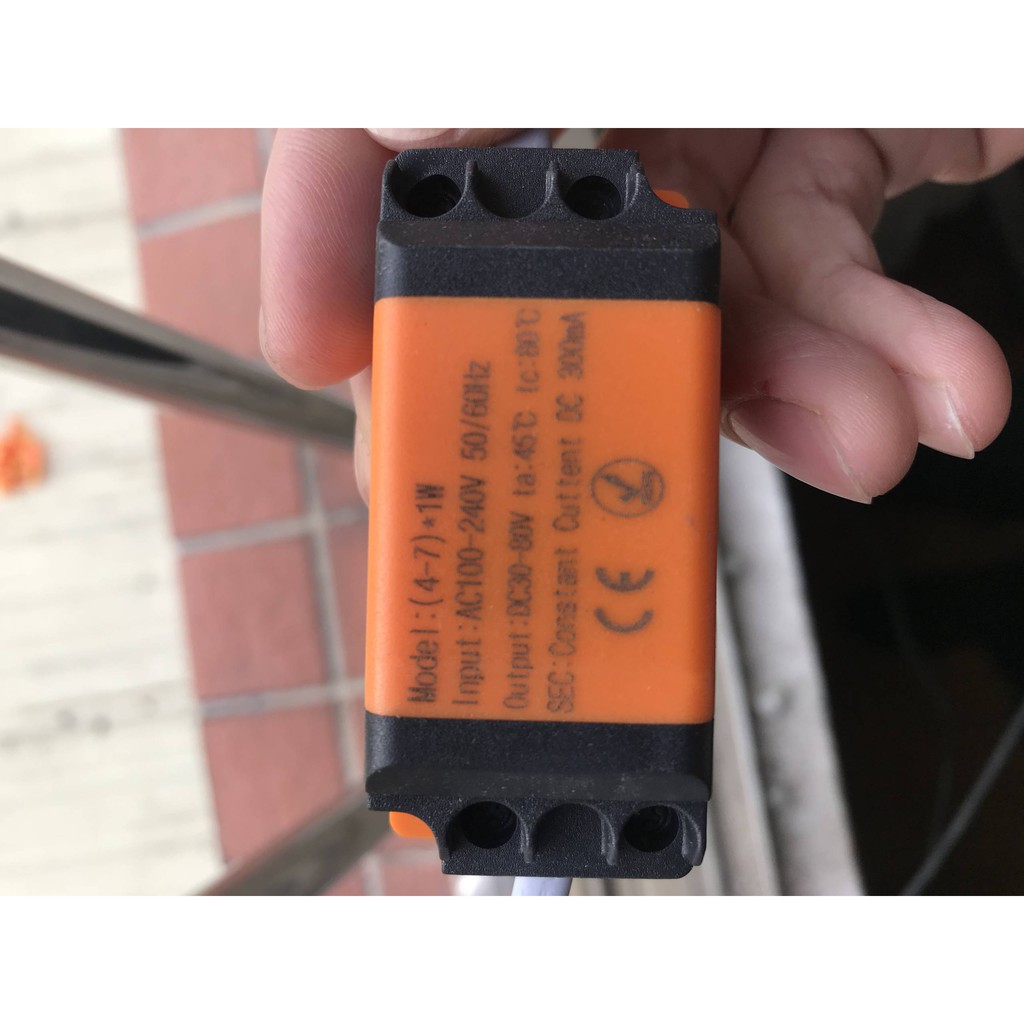 Model:(4-7)*1W
Input:AC100-240V 50/60Hz
Output:DC30-80V ta:45℃ tc:80℃
SEC:Constant Cuttent DC 300mA
CE